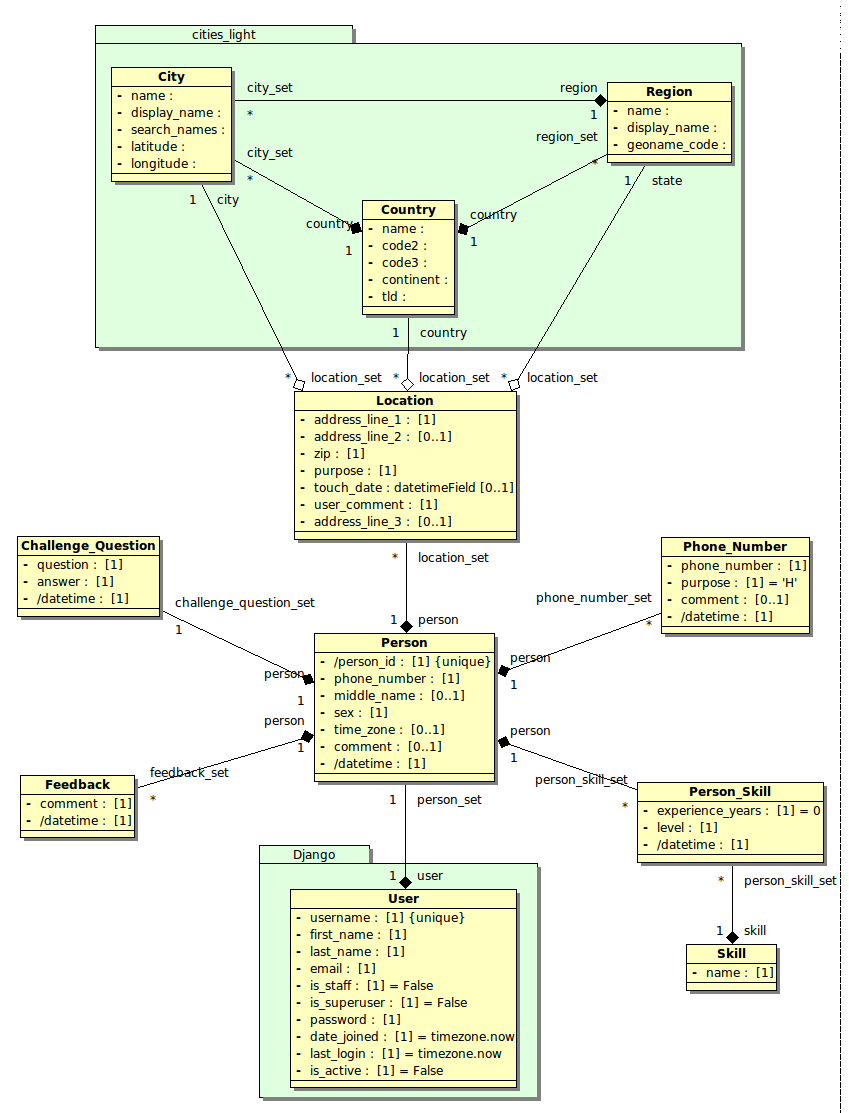 cities_light
City
- name :
- display_name :
- search_names :
- latitude :
- longitude :
city_set
*
region
1
Region
- name :
- display_name :
- geoname_code :
city_set
*
region_set
*
country
1
Country
- name :
- code2 :
- code3 :
- continent :
- tld :
country
1
1 city
1 state
1 country
* location_set
* location_set
* location_set
Location
- address_line_1 : [1]
- address_line_2 : [0..1]
- zip : [1]
- purpose : [1]
- touch_date : datetimeField [0..1]
- user_comment : [1]
- address_line_3 : [0..1]
* location_set
1 person
Challenge_Question
- question : [1]
- answer : [1]
- /datetime : [1]
challenge_question_set
1
person
1
Phone_Number
- phone_number : [1]
- purpose : [1] = 'H'
- comment : [0..1]
- /datetime : [1]
phone_number_set
*
person
1
Person
- /person_id : [1] {unique}
- phone_number : [1]
- middle_name : [0..1]
- sex : [1]
- time_zone : [0..1]
- comment : [0..1]
- /datetime : [1]
person
1
feedback_set
*
Feedback
- comment : [1]
- /datetime : [1]
person
1
person_skill_set
*
Person_Skill
- experience_years : [1] = 0
- level : [1]
- /datetime : [1]
* person_skill_set
1 skill
Skill
- name : [1]
1 person_set
Django
1 user
User
- username : [1] {unique}
- first_name : [1]
- last_name : [1]
- email : [1]
- is_staff : [1] = False
- is_superuser : [1] = False
- password : [1]
- date_joined : [1] = timezone.now
- last_login : [1] = timezone.now
- is_active : [1] = False